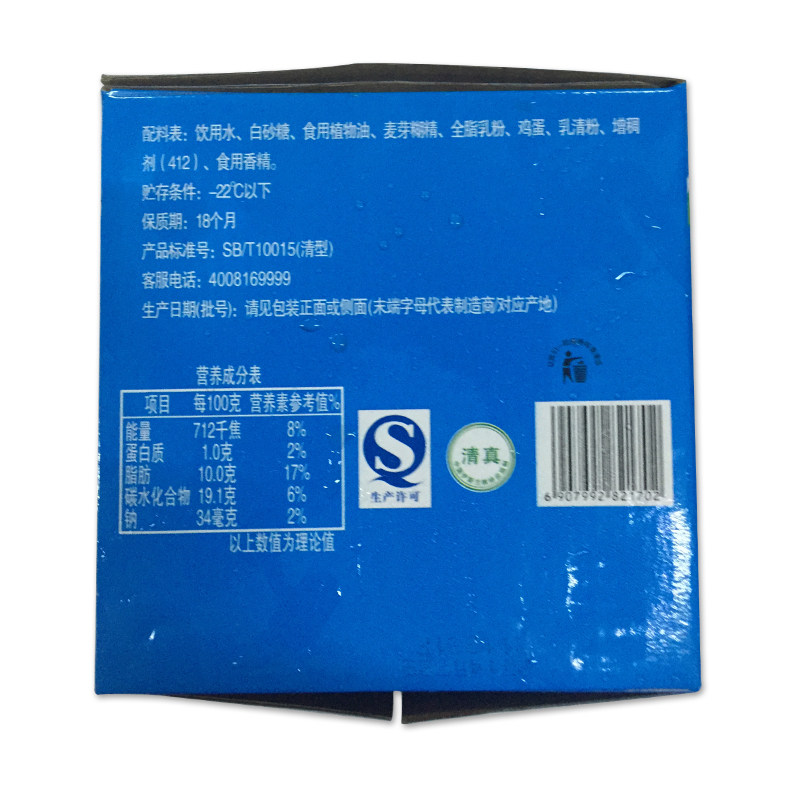 配料表：饮用水、白砂糖、食用植物油、麦芽糊精、全脂乳粉、鸡蛋、乳清粉、增稠
剂（412）、食用香精。
贮存条件：-22℃以下
保质期：18个月
产品标准号：SB/T10015(清型)
客服电话：4008169999
生产日期(批号)：请见包装正面或侧面(末端字母代表制造商/对应产地)
营养成分表
项目 每100克 营养素参考值%
能量 712千焦 8%
蛋白质 1.0克 2%
脂肪 10.0克 17%
碳水化合物 19.1克 6%
钠 34毫克 2%
以上数值为理论值
QS
生产许可
清真
6 907992 821702